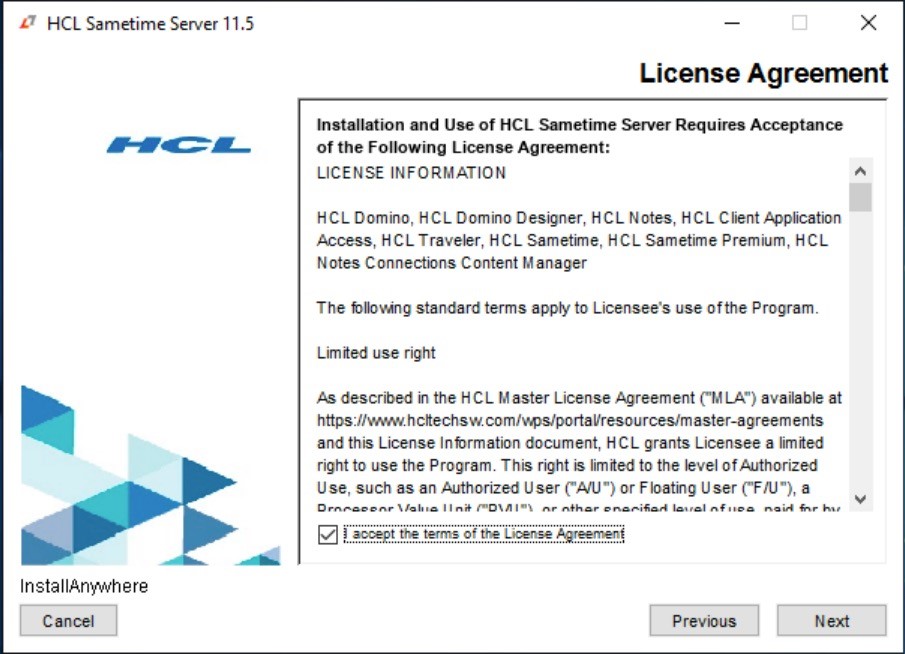 HCL Sametime Server 11.5
License Agreement
HCL
Installation and Use of HCL Sametime Server Requires Acceptance
of the Following License Agreement:
LICENSE INFORMATION
HCL Domino, HCL Domino Designer, HCL Notes, HCL Client Application
Access, HCL Traveler, HCL Sametime, HCL Sametime Premium, HCL
Notes Connections Content Manager
The following standard terms apply to Licensee's use of the Program.
Limited use right
As described in the HCL Master License Agreement ("MLA") available at
https://www.hcltechsw.com/wps/portal/resources/master-agreements
and this License Information document, HCL grants Licensee a limited
right to use the Program. This right is limited to the level of Authorized
Use, such as an Authorized User ("A/U") or Floating User ("F/U"), a
Processor Value Unit ("PVU"), or other specified level of use, paid for by
I accept the terms of the License Agreement
InstallAnywhere
Cancel
Previous
Next